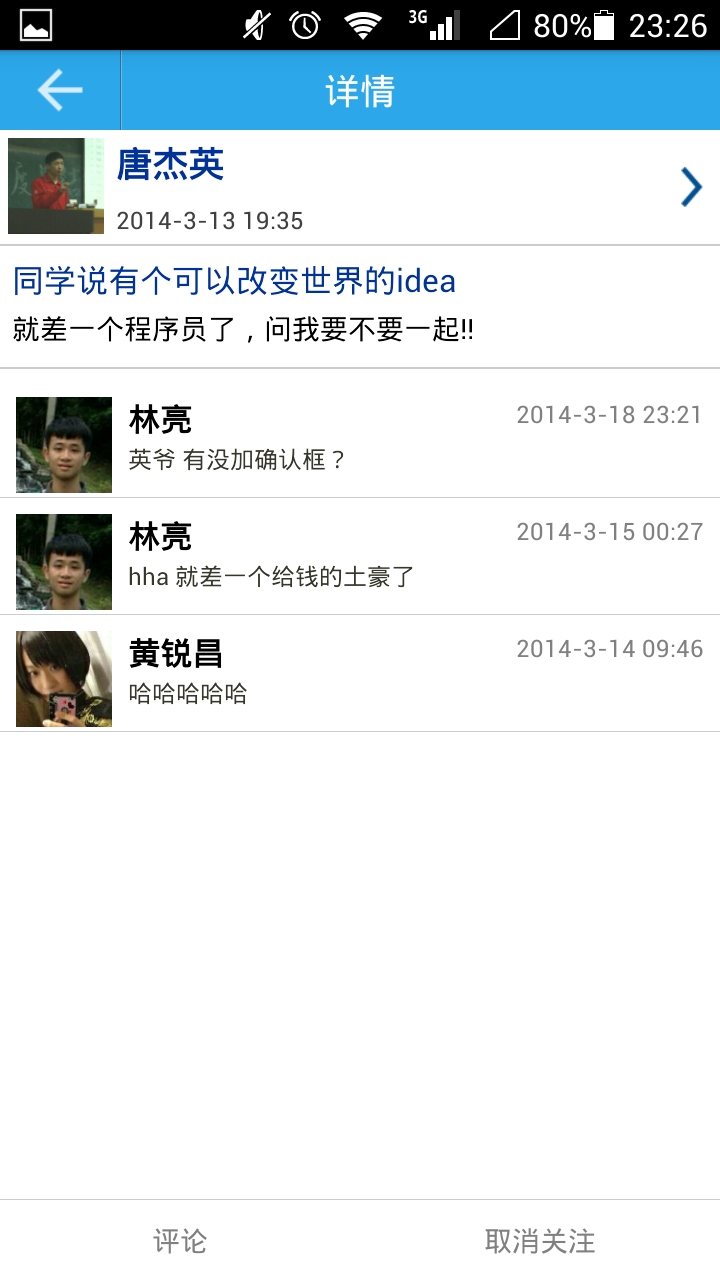 3G 80% 23:26
详情
唐杰英
2014-3-13 19:35
同学说有个可以改变世界的idea
就差一个程序员了，问我要不要一起!!
林亮 2014-3-18 23:21
英爷 有没加确认框？
林亮 2014-3-15 00:27
hha 就差一个给钱的土豪了
黄锐昌 2014-3-14 09:46
哈哈哈哈哈
评论 取消关注